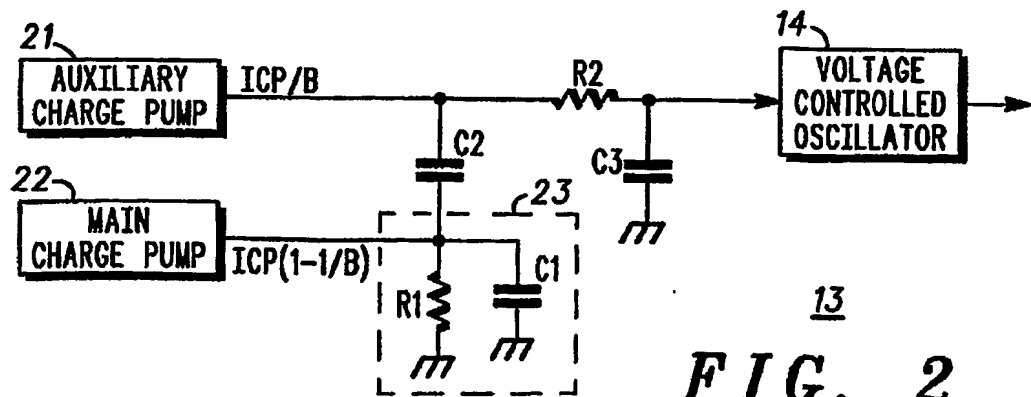 21
AUXILIARY
CHARGE PUMP
ICP/B
R2
14
VOLTAGE
CONTROLLED
OSCILLATOR
C2
C3
22
MAIN
CHARGE PUMP
ICP(1-1/B)
23
R1
C1
13
FIG. 2